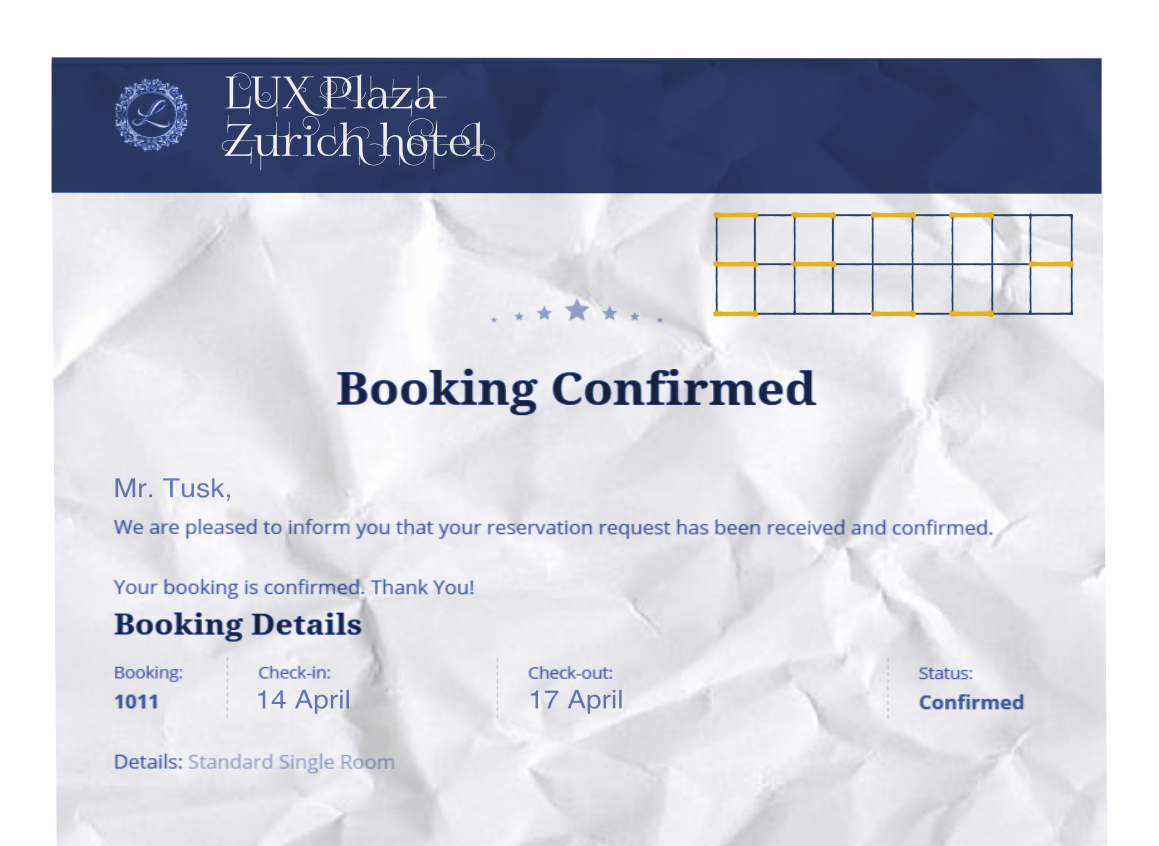 LUX Plaza
Zurich hotel
Booking Confirmed
Mr. Tusk,
We are pleased to inform you that your reservation request has been received and confirmed.
Your booking is confirmed. Thank You!
Booking Details
Booking: Check-in: Check-out: Status:
1011 14 April 17 April Confirmed
Details: Standard Single Room